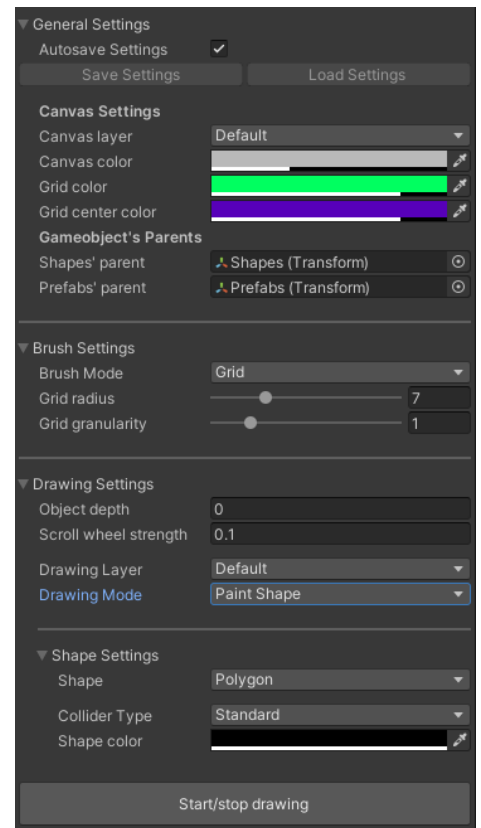 General Settings
Autosave Settings
Save Settings Load Settings
Canvas Settings
Canvas layer Default
Canvas color
Grid color
Grid center color
Gameobject's Parents
Shapes' parent Shapes (Transform)
Prefabs' parent Prefabs (Transform)
Brush Settings
Brush Mode Grid
Grid radius 7
Grid granularity 1
Drawing Settings
Object depth 0
Scroll wheel strength 0.1
Drawing Layer Default
Drawing Mode Paint Shape
Shape Settings
Shape Polygon
Collider Type Standard
Shape color
Start/stop drawing